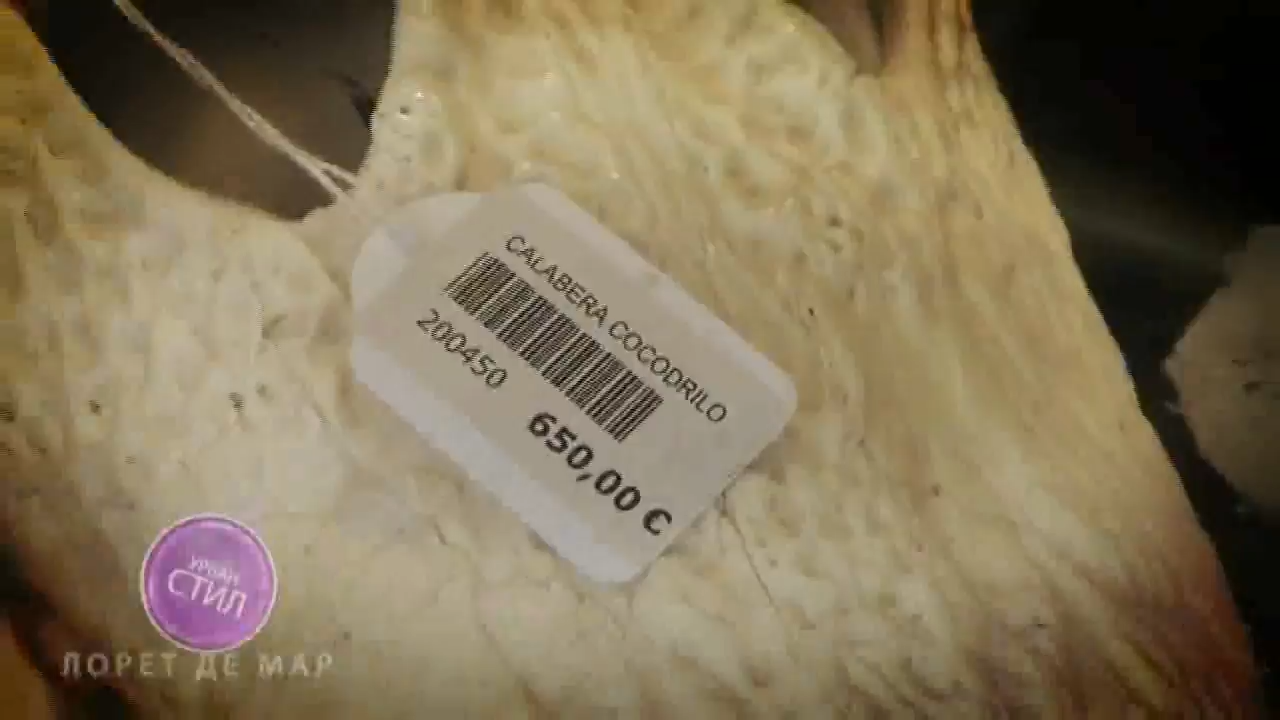 CALABERA COCODRILO
200450
650,00 €
УРБАН
СТИЛ
ЛОРЕТ ДЕ МАР